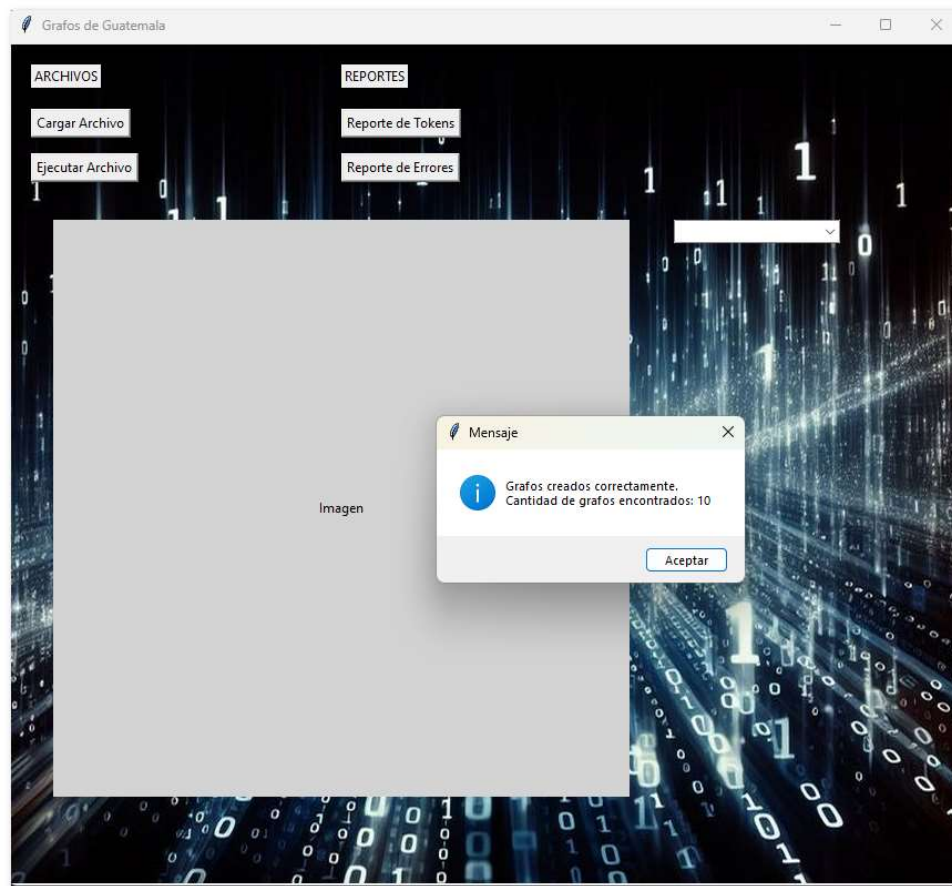 Grafos de Guatemala
ARCHIVOS
REPORTES
Cargar Archivo
Reporte de Tokens
Ejecutar Archivo
Reporte de Errores
Imagen
Mensaje
Grafos creados correctamente.
Cantidad de grafos encontrados: 10
Aceptar